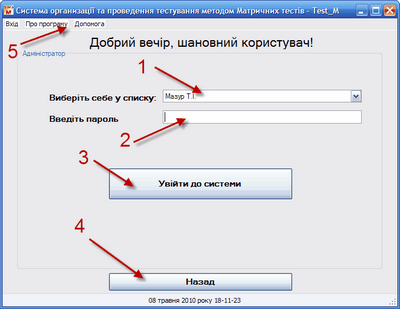 Система организації та проведення тестування методом Матричних тестів - Test_M
Вхід Про програму Допомога
5
Добрий вечір, шановний користувач!
Адміністратор
1
Виберіть себе у списку: Мазур Т.І.
Введіть пароль
2
3
Увійти до системи
4
Назад
08 травня 2010 року 18-11-23